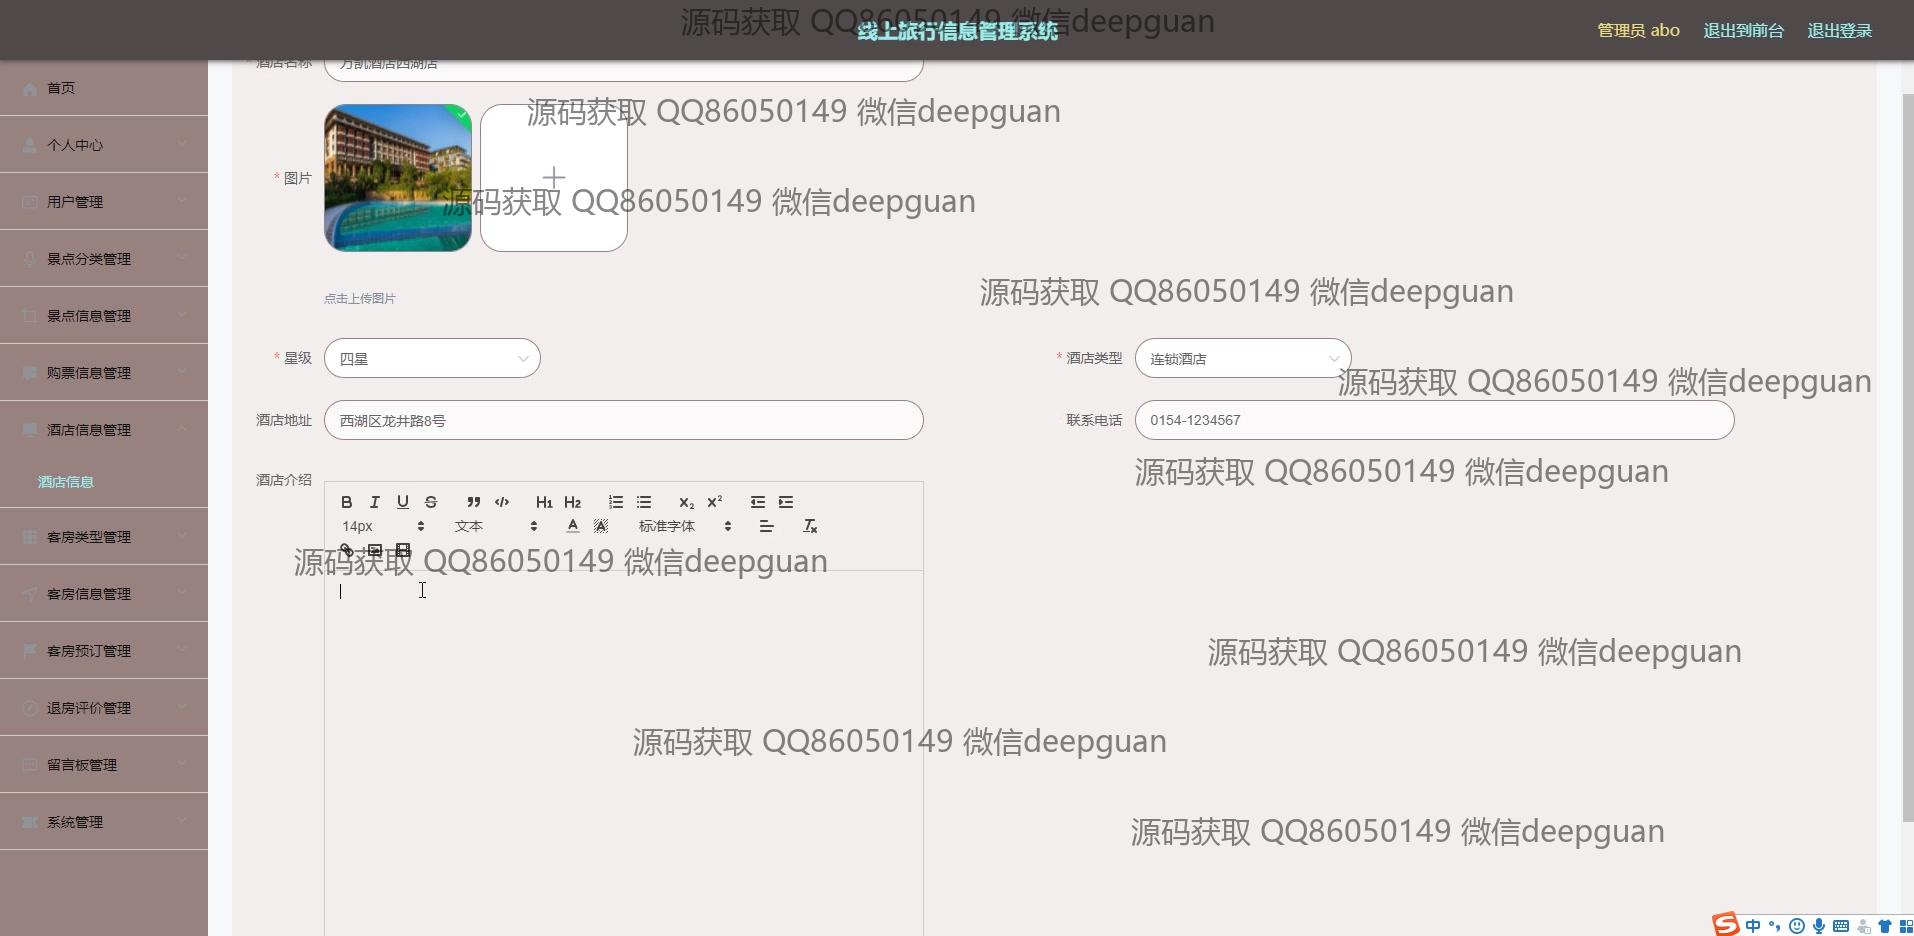 源码获取 QQ86050149 微信deepguan
线上旅行信息管理系统
管理员 abo
退出到前台
退出登录
首页
个人中心
用户管理
景点分类管理
景点信息管理
购票信息管理
酒店信息管理
酒店信息
客房类型管理
客房信息管理
客房预订管理
退房评价管理
留言板管理
系统管理
* 酒店名称
万凯酒店西湖店
源码获取 QQ86050149 微信deepguan
* 图片
源码获取 QQ86050149 微信deepguan
点击上传图片
源码获取 QQ86050149 微信deepguan
* 星级
四星
* 酒店类型
连锁酒店
源码获取 QQ86050149 微信deepguan
酒店地址
西湖区龙井路8号
联系电话
0154-1234567
源码获取 QQ86050149 微信deepguan
酒店介绍
B I U S H1 H2 X₂ X²
14px 文本 A A 标准字体 Tx
源码获取 QQ86050149 微信deepguan
源码获取 QQ86050149 微信deepguan
源码获取 QQ86050149 微信deepguan
源码获取 QQ86050149 微信deepguan
S 中